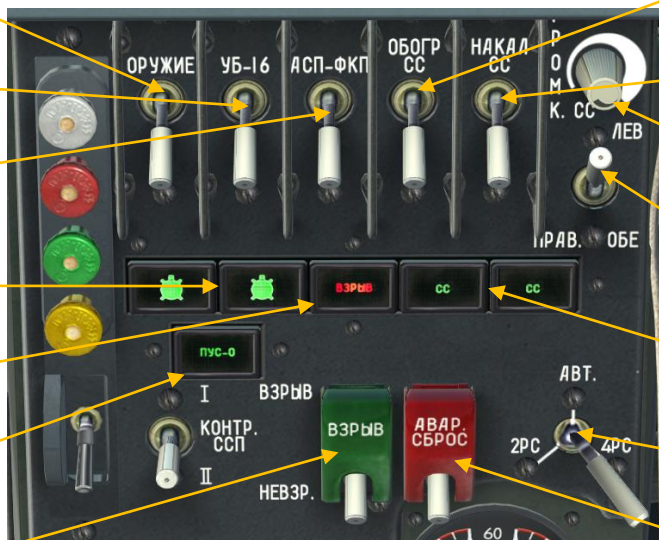 ОРУЖИЕ
УБ-16
АСП-ФКП
ОБОГР
СС
НАКАЛ
СС
РОМ
К. СС
ЛЕВ
ПРАВ. ОБЕ
ВЗРЫВ
СС
СС
ПУС-О
I
ВЗРЫВ
КОНТР.
ССП
II
НЕВЗР.
ВЗРЫВ
АВАР.
СБРОС
АВТ.
2РС
4РС
60